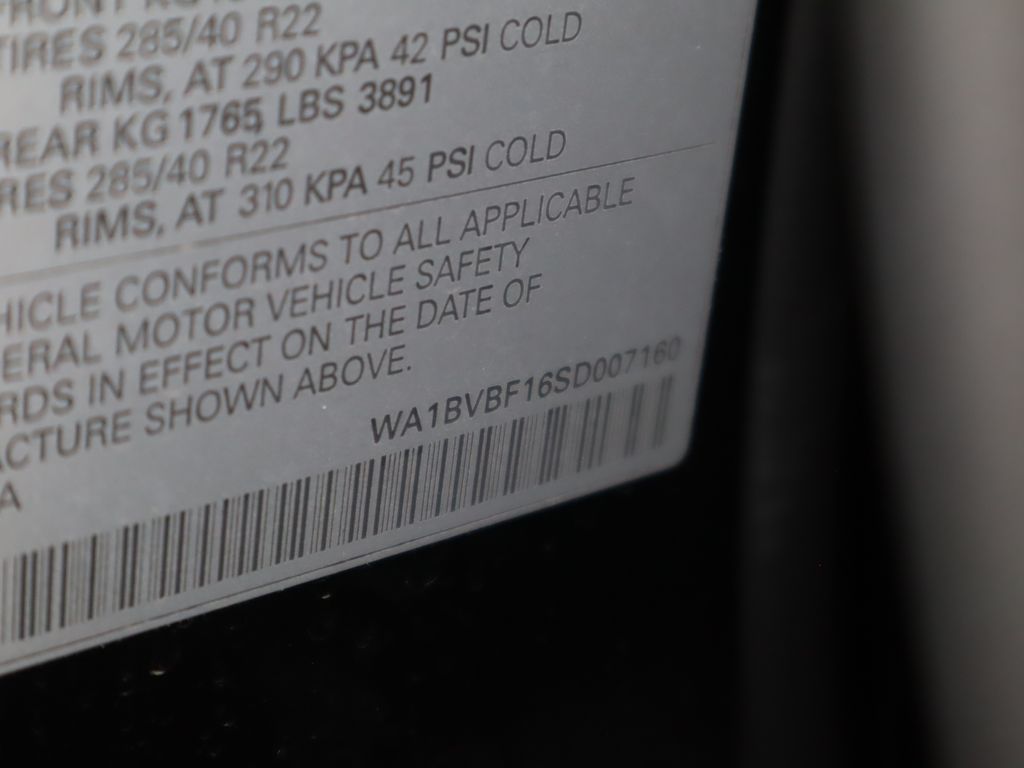 FRONT KG
TIRES 285/40 R22
RIMS, AT 290 KPA 42 PSI COLD
REAR KG 1765 LBS 3891
RES 285/40 R22
RIMS, AT 310 KPA 45 PSI COLD
HICLE CONFORMS TO ALL APPLICABLE
ERAL MOTOR VEHICLE SAFETY
RDS IN EFFECT ON THE DATE OF
ACTURE SHOWN ABOVE.
WA1BVBF16SD007160
A